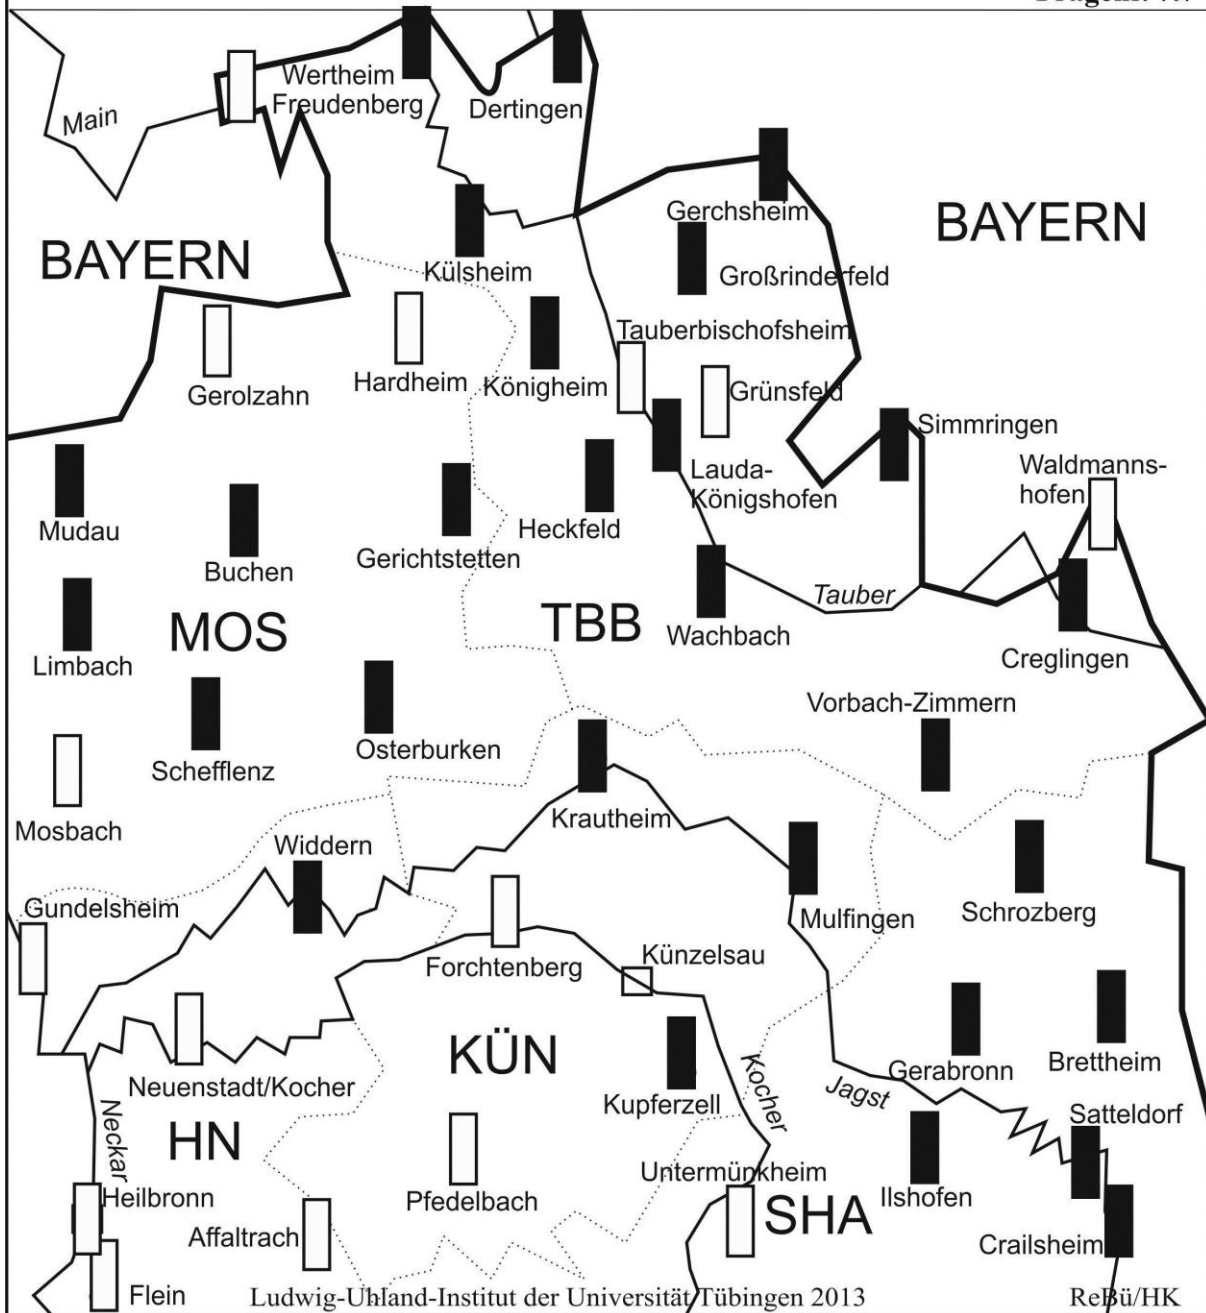 Main
Wertheim
Freudenberg
Dertingen
Gerchsheim
BAYERN
BAYERN
Külsheim
Großrinderfeld
Tauberbischofsheim
Gerolzahn
Hardheim
Königheim
Grünsfeld
Simmringen
Lauda-
Königshofen
Waldmanns-
hofen
Mudau
Buchen
Gerichtstetten
Heckfeld
MOS
TBB
Tauber
Limbach
Wachbach
Creglingen
Vorbach-Zimmern
Schefflenz
Osterburken
Mosbach
Widdern
Krautheim
Gundelsheim
Mulfingen
Schrozberg
Forchtenberg
Künzelsau
KÜN
Neuenstadt/Kocher
Kupferzell
Kocher
Jagst
Gerabronn
Brettheim
Neckar
HN
Satteldorf
Heilbronn
Pfedelbach
Untermünkheim
SHA
Ilshofen
Affaltrach
Crailsheim
Flein
Ludwig-Uhland-Institut der Universität Tübingen 2013
ReBü/HK